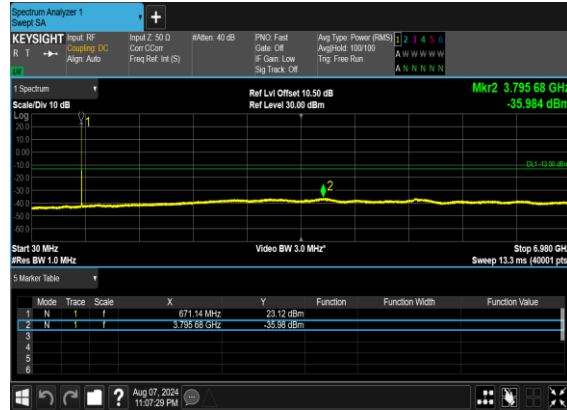 Spectrum Analyzer 1
Swept SA
+
KEYSIGHT Input: RF Input Z: 50 Ω #Atten: 40 dB PNO: Fast Avg Type: Power (RMS) 1 2 3 4 5 6
R T Coupling: DC Corr CCorr Gate: Off Avg|Hold: 100/100 A W W W W W
Align: Auto Freq Ref: Int (S) IF Gain: Low Trig: Free Run
Sig Track: Off A N N N N N
1 Spectrum Ref Lvl Offset 10.50 dB Mkr2 3.795 68 GHz
Scale/Div 10 dB Ref Level 30.00 dBm -35.984 dBm
Log
1
20.0
10.0
0.00
-10.0
DL1 -13.00 dBm
-20.0
2
-30.0
-40.0
-50.0
-60.0
Start 30 MHz Video BW 3.0 MHz* Stop 6.980 GHz
#Res BW 1.0 MHz Sweep 13.3 ms (40001 pts)
5 Marker Table
Mode Trace Scale X Y Function Function Width Function Value
1 N 1 f 671.14 MHz 23.12 dBm
2 N 1 f 3.795 68 GHz -35.98 dBm
3
4
5
6
? Aug 07, 2024
11:07:29 PM